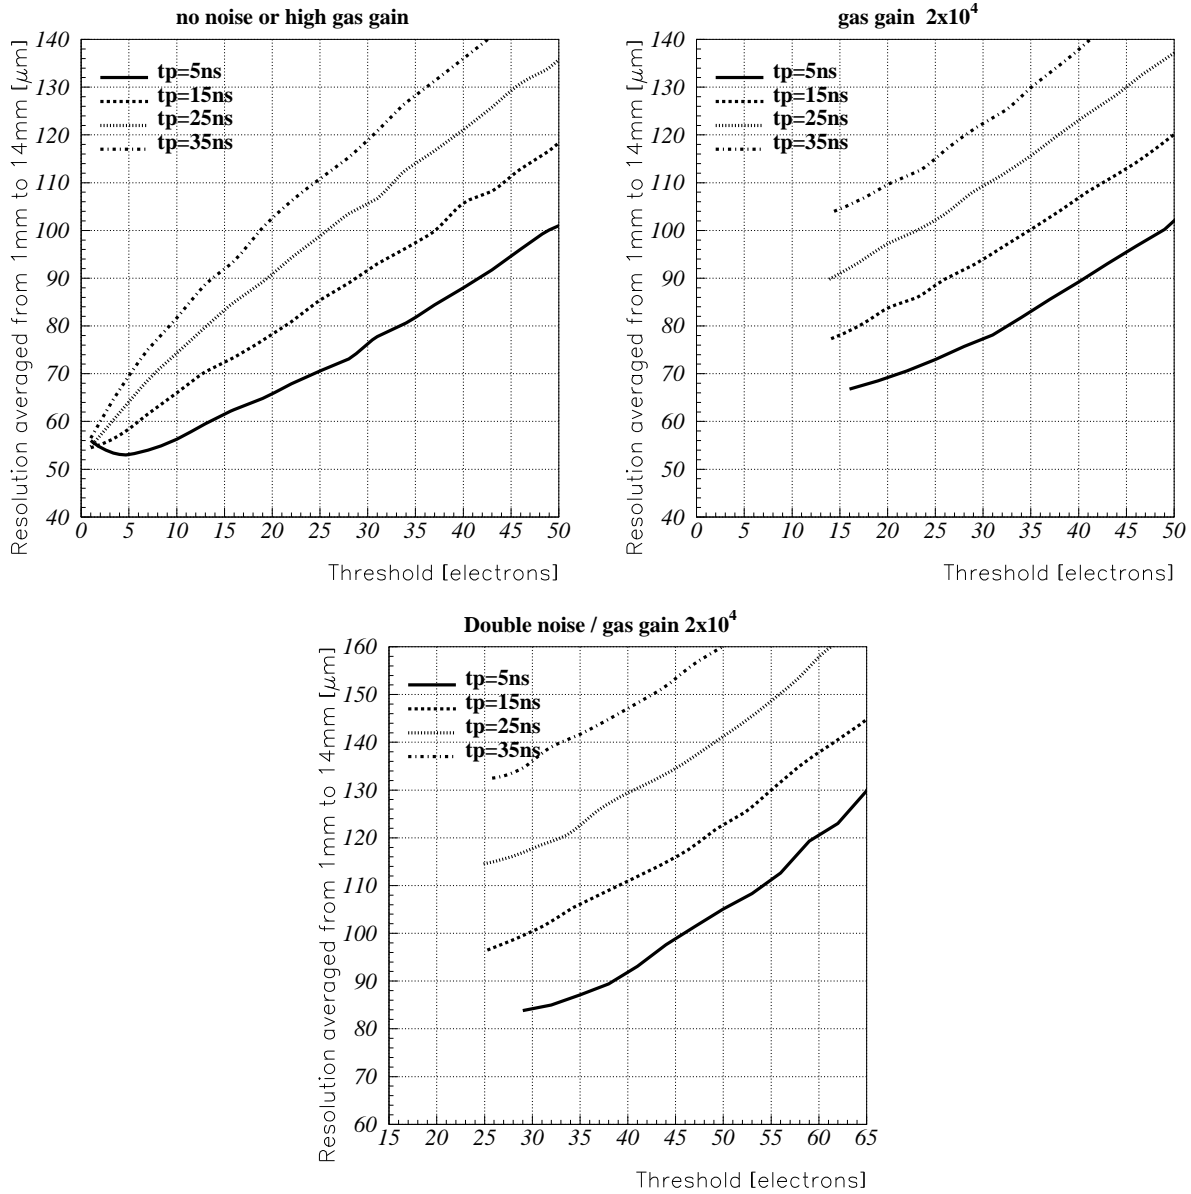 no noise or high gas gain
Resolution averaged from 1mm to 14mm [μm]
140
130
120
110
100
90
80
70
60
50
40
tp=5ns
tp=15ns
tp=25ns
tp=35ns
0 5 10 15 20 25 30 35 40 45 50
Threshold [electrons]
gas gain 2x10⁴
Resolution averaged from 1mm to 14mm [μm]
140
130
120
110
100
90
80
70
60
50
40
tp=5ns
tp=15ns
tp=25ns
tp=35ns
0 5 10 15 20 25 30 35 40 45 50
Threshold [electrons]
Double noise / gas gain 2x10⁴
Resolution averaged from 1mm to 14mm [μm]
160
150
140
130
120
110
100
90
80
70
60
tp=5ns
tp=15ns
tp=25ns
tp=35ns
15 20 25 30 35 40 45 50 55 60 65
Threshold [electrons]